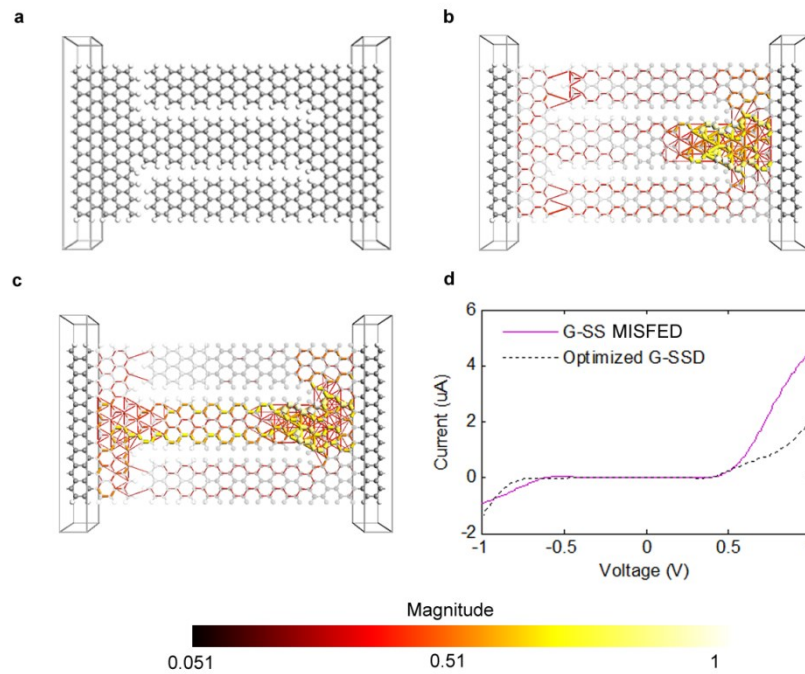 a
b
c
d
6
4
2
0
-2
Current (uA)
G-SS MISFED
Optimized G-SSD
-1
-0.5
0
0.5
Voltage (V)
Magnitude
0.051
0.51
1